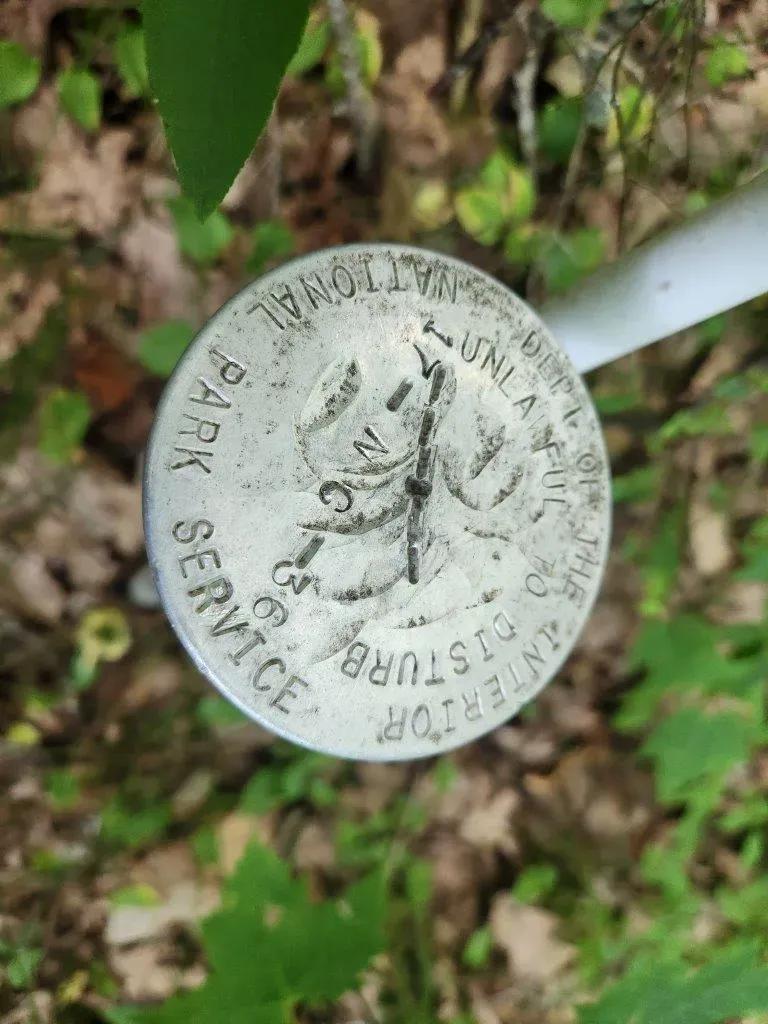 NATIONAL PARK SERVICE
DEPT. OF THE INTERIOR
UNLAWFUL TO DISTURB
NC-36